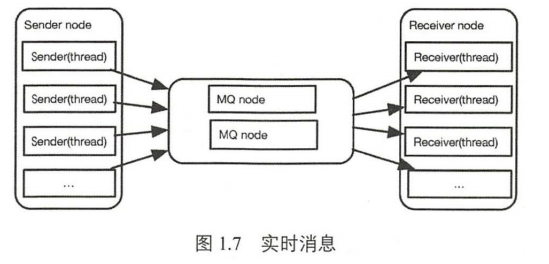 Sender node
Sender(thread)
Sender(thread)
Sender(thread)
...
MQ node
MQ node
Receiver node
Receiver(thread)
Receiver(thread)
Receiver(thread)
...
图 1.7 实时消息